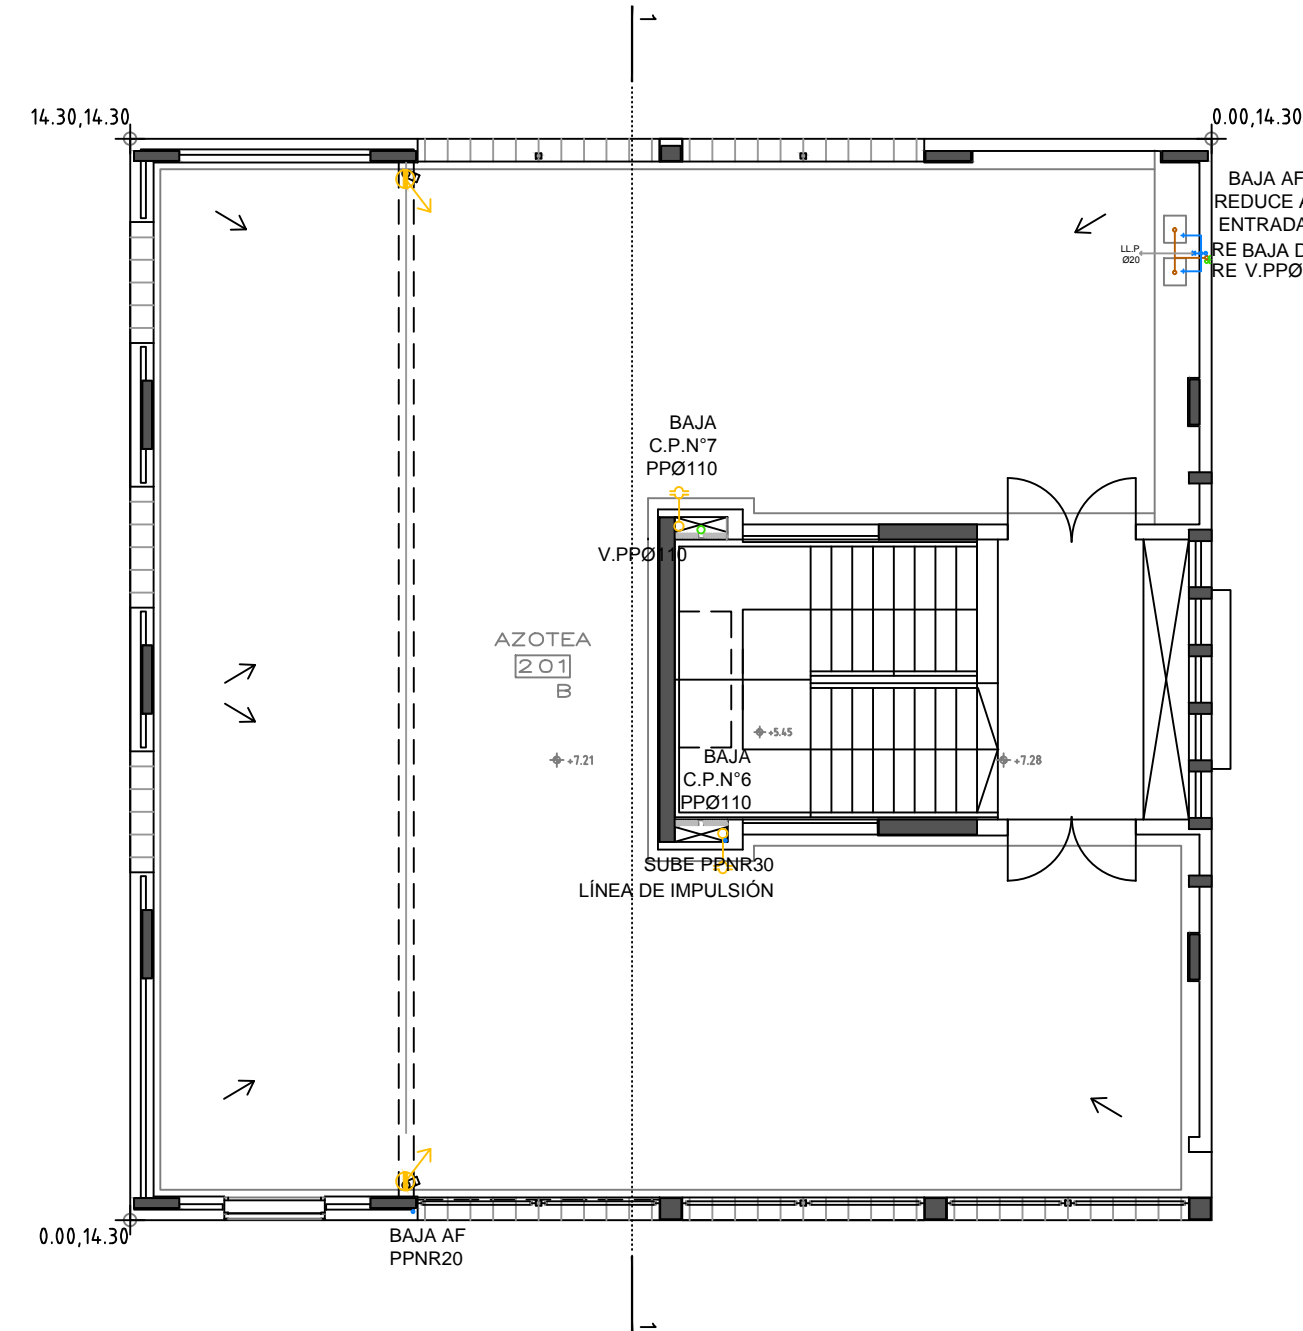 1
14.30,14.30
0.00,14.30
BAJA AF
REDUCE A
ENTRADA
RE BAJA D
RE V.PPØ
LL.P.
Ø20
BAJA
C.P.N°7
PPØ110
V.PPØ110
AZOTEA
201
B
+5.45
+7.21
+7.28
BAJA
C.P.N°6
PPØ110
SUBE PPNR30
LÍNEA DE IMPULSIÓN
0.00,14.30
BAJA AF
PPNR20
1